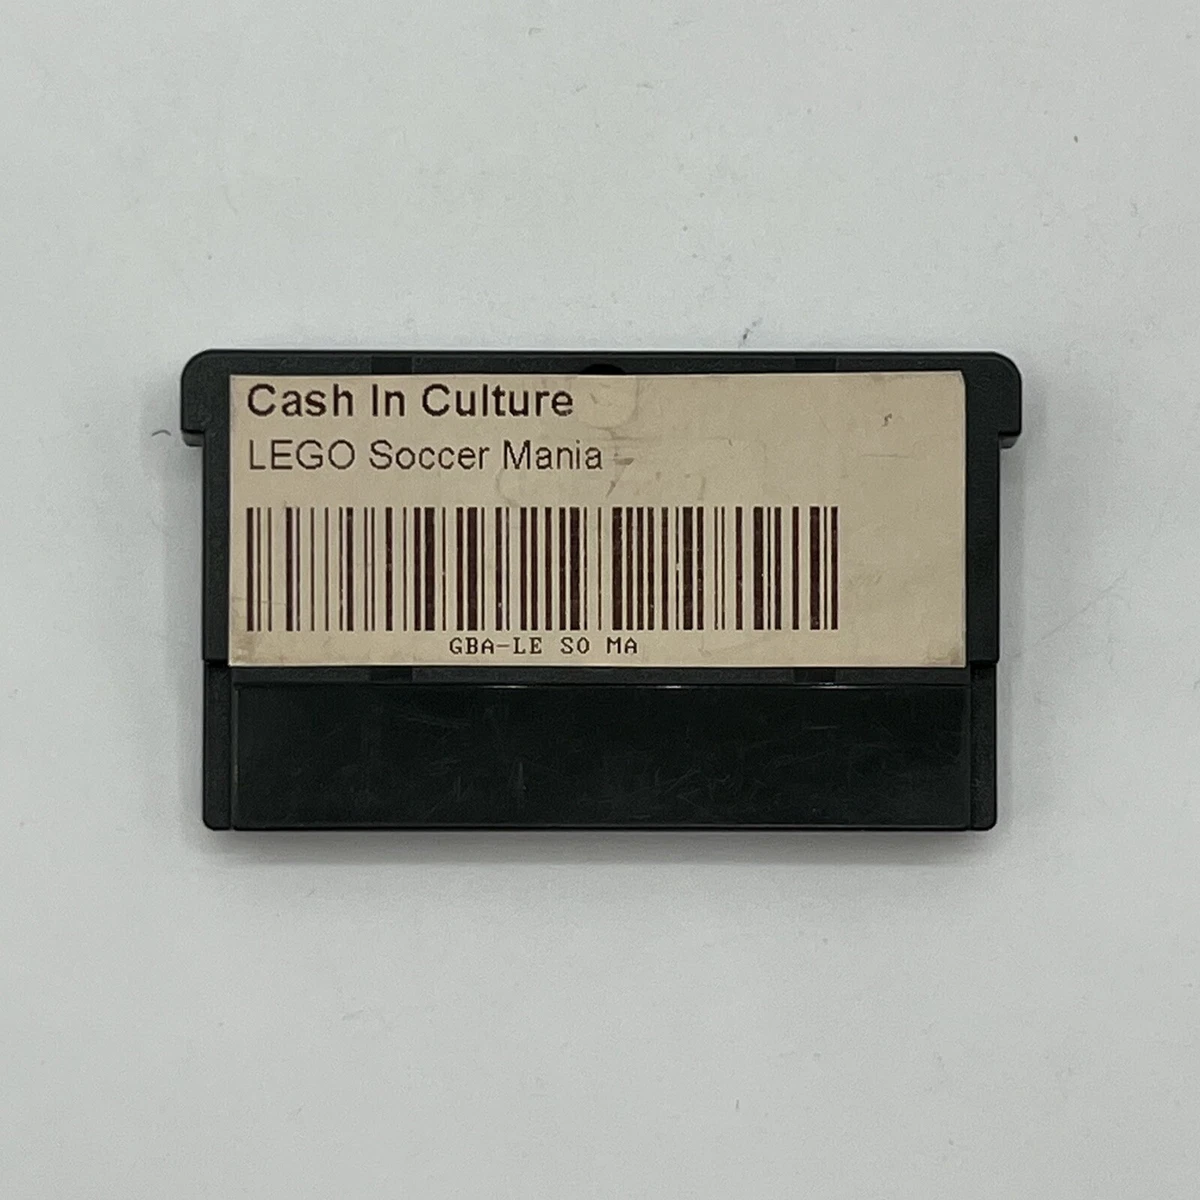 Cash In Culture
LEGO Soccer Mania
GBA-LE SO MA